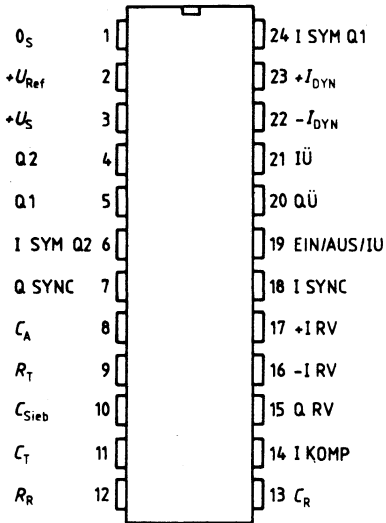 0S 1 24 I SYM Q1
+URef 2 23 +IDYN
+US 3 22 -IDYN
Q2 4 21 IÜ
Q1 5 20 QÜ
I SYM Q2 6 19 EIN/AUS/IU
Q SYNC 7 18 I SYNC
CA 8 17 +I RV
RT 9 16 -I RV
CSieb 10 15 Q RV
CT 11 14 I KOMP
RR 12 13 CR